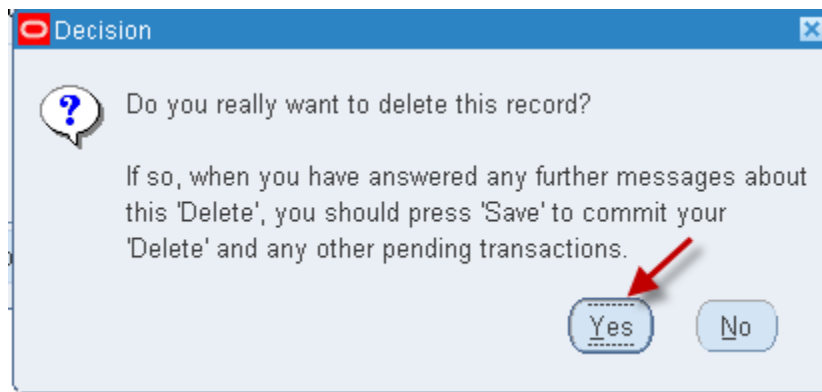 Decision
Do you really want to delete this record?
If so, when you have answered any further messages about
this 'Delete', you should press 'Save' to commit your
'Delete' and any other pending transactions.
Yes
No